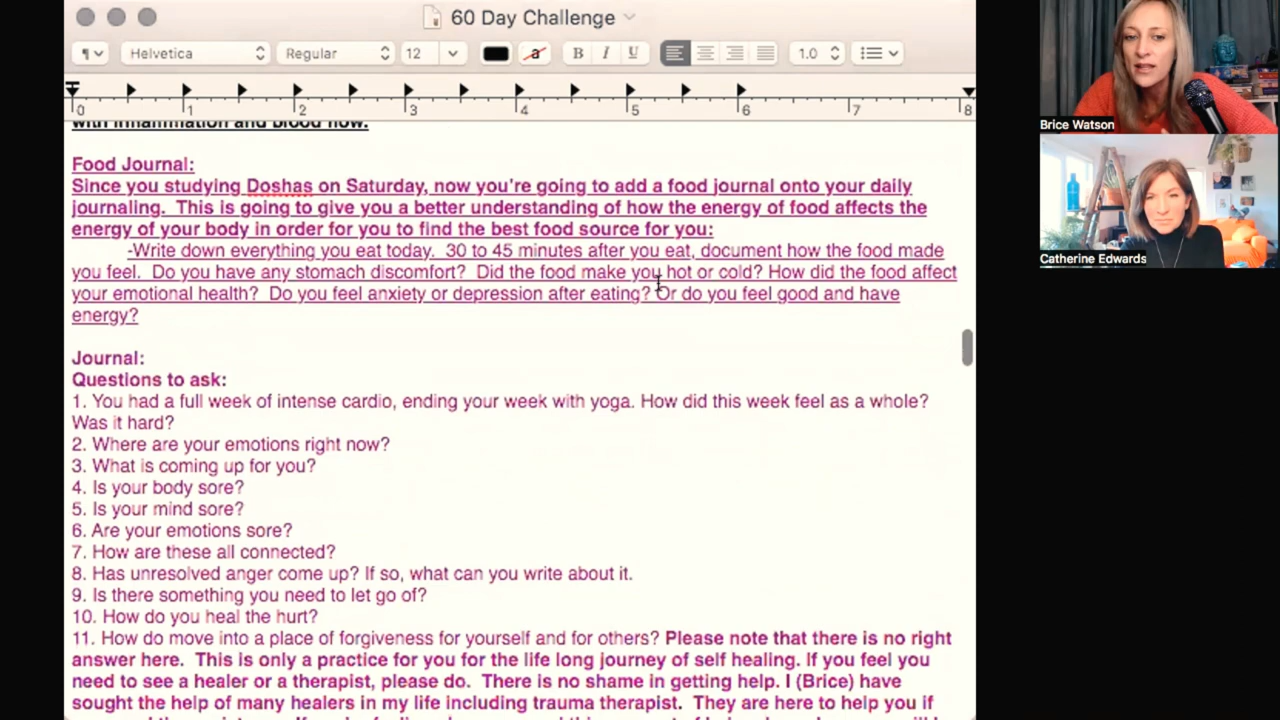 60 Day Challenge
Helvetica Regular 12 a B I U 1.0
0 1 2 3 4 5 6 7 8
with inflammation and blood flow.
Food Journal:
Since you studying Doshas on Saturday, now you're going to add a food journal onto your daily
journaling. This is going to give you a better understanding of how the energy of food affects the
energy of your body in order for you to find the best food source for you:
-Write down everything you eat today. 30 to 45 minutes after you eat, document how the food made
you feel. Do you have any stomach discomfort? Did the food make you hot or cold? How did the food affect
your emotional health? Do you feel anxiety or depression after eating? Or do you feel good and have
energy?
Journal:
Questions to ask:
1. You had a full week of intense cardio, ending your week with yoga. How did this week feel as a whole?
Was it hard?
2. Where are your emotions right now?
3. What is coming up for you?
4. Is your body sore?
5. Is your mind sore?
6. Are your emotions sore?
7. How are these all connected?
8. Has unresolved anger come up? If so, what can you write about it.
9. Is there something you need to let go of?
10. How do you heal the hurt?
11. How do move into a place of forgiveness for yourself and for others? Please note that there is no right
answer here. This is only a practice for you for the life long journey of self healing. If you feel you
need to see a healer or a therapist, please do. There is no shame in getting help. I (Brice) have
sought the help of many healers in my life including trauma therapist. They are here to help you if
Brice Watson
Catherine Edwards